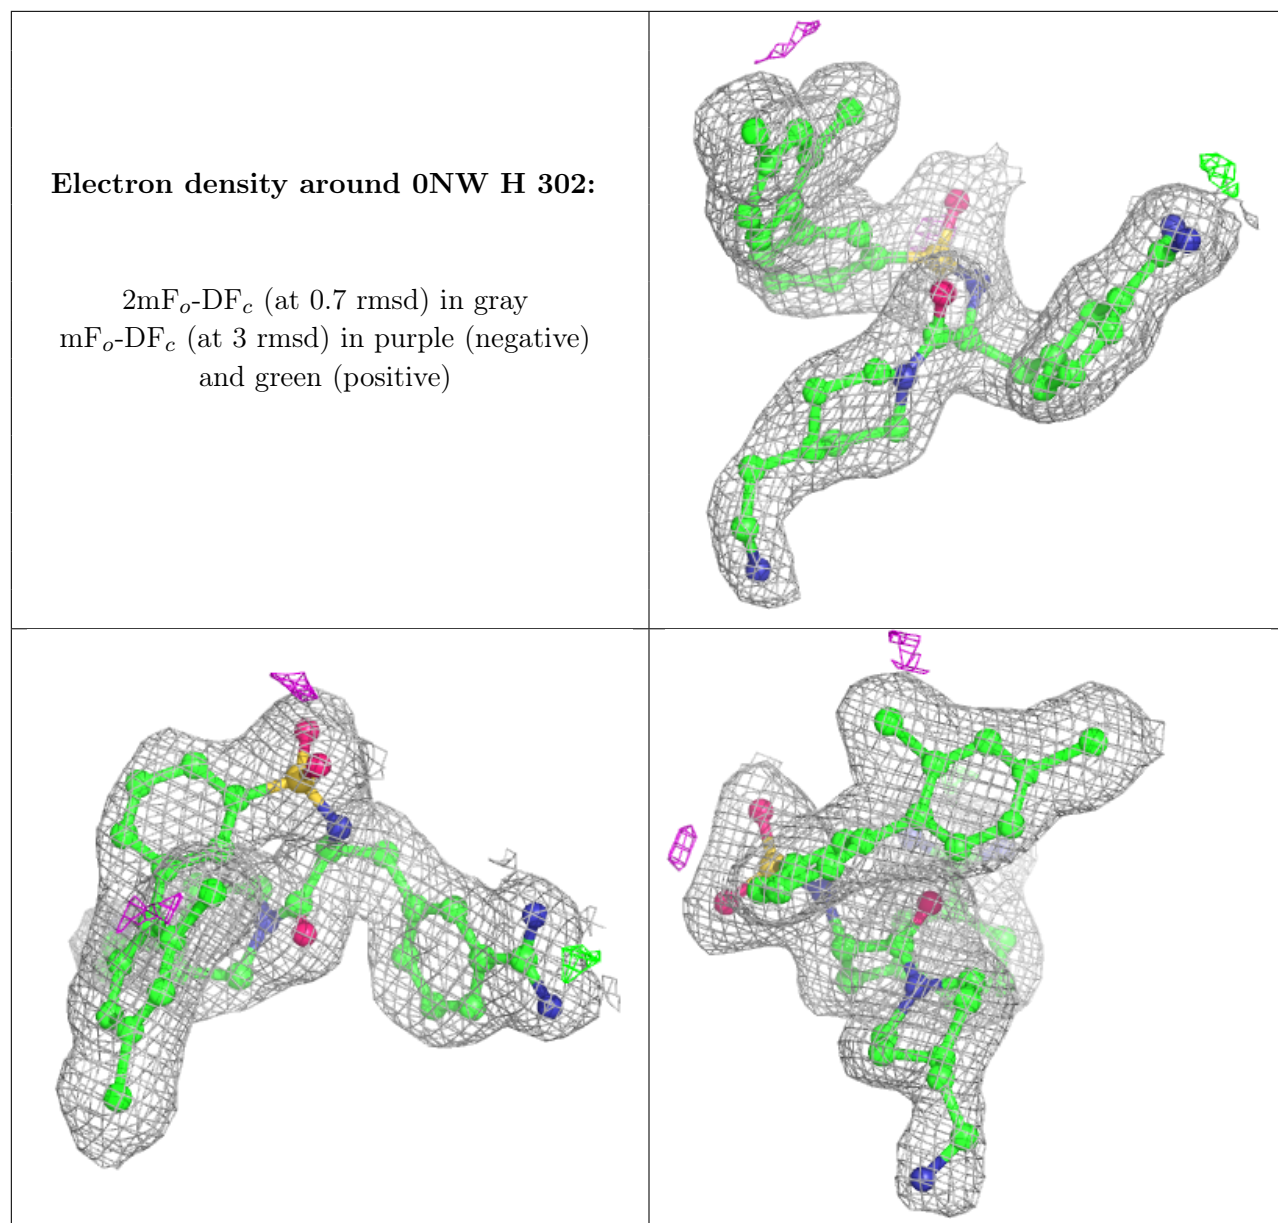 Electron density around 0NW H 302:
2mFo-DFc (at 0.7 rmsd) in gray
mFo-DFc (at 3 rmsd) in purple (negative)
and green (positive)